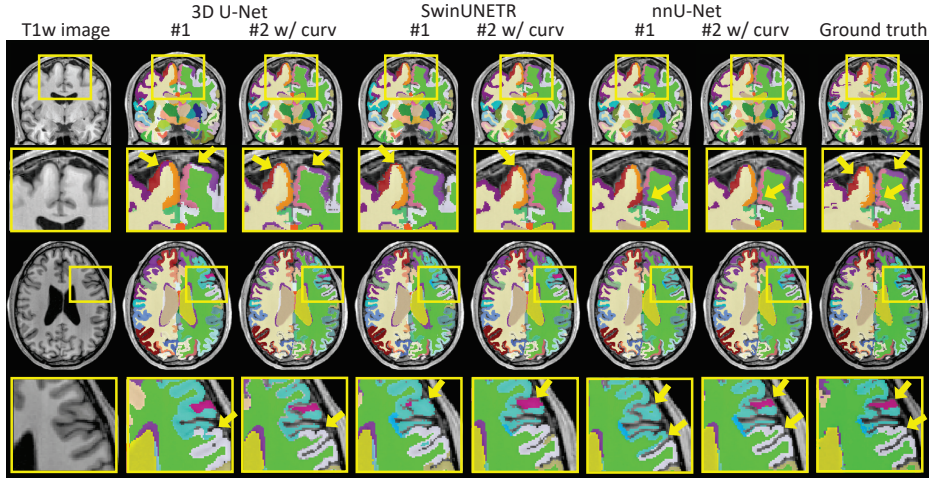 3D U-Net SwinUNETR nnU-Net
T1w image #1 #2 w/ curv #1 #2 w/ curv #1 #2 w/ curv Ground truth